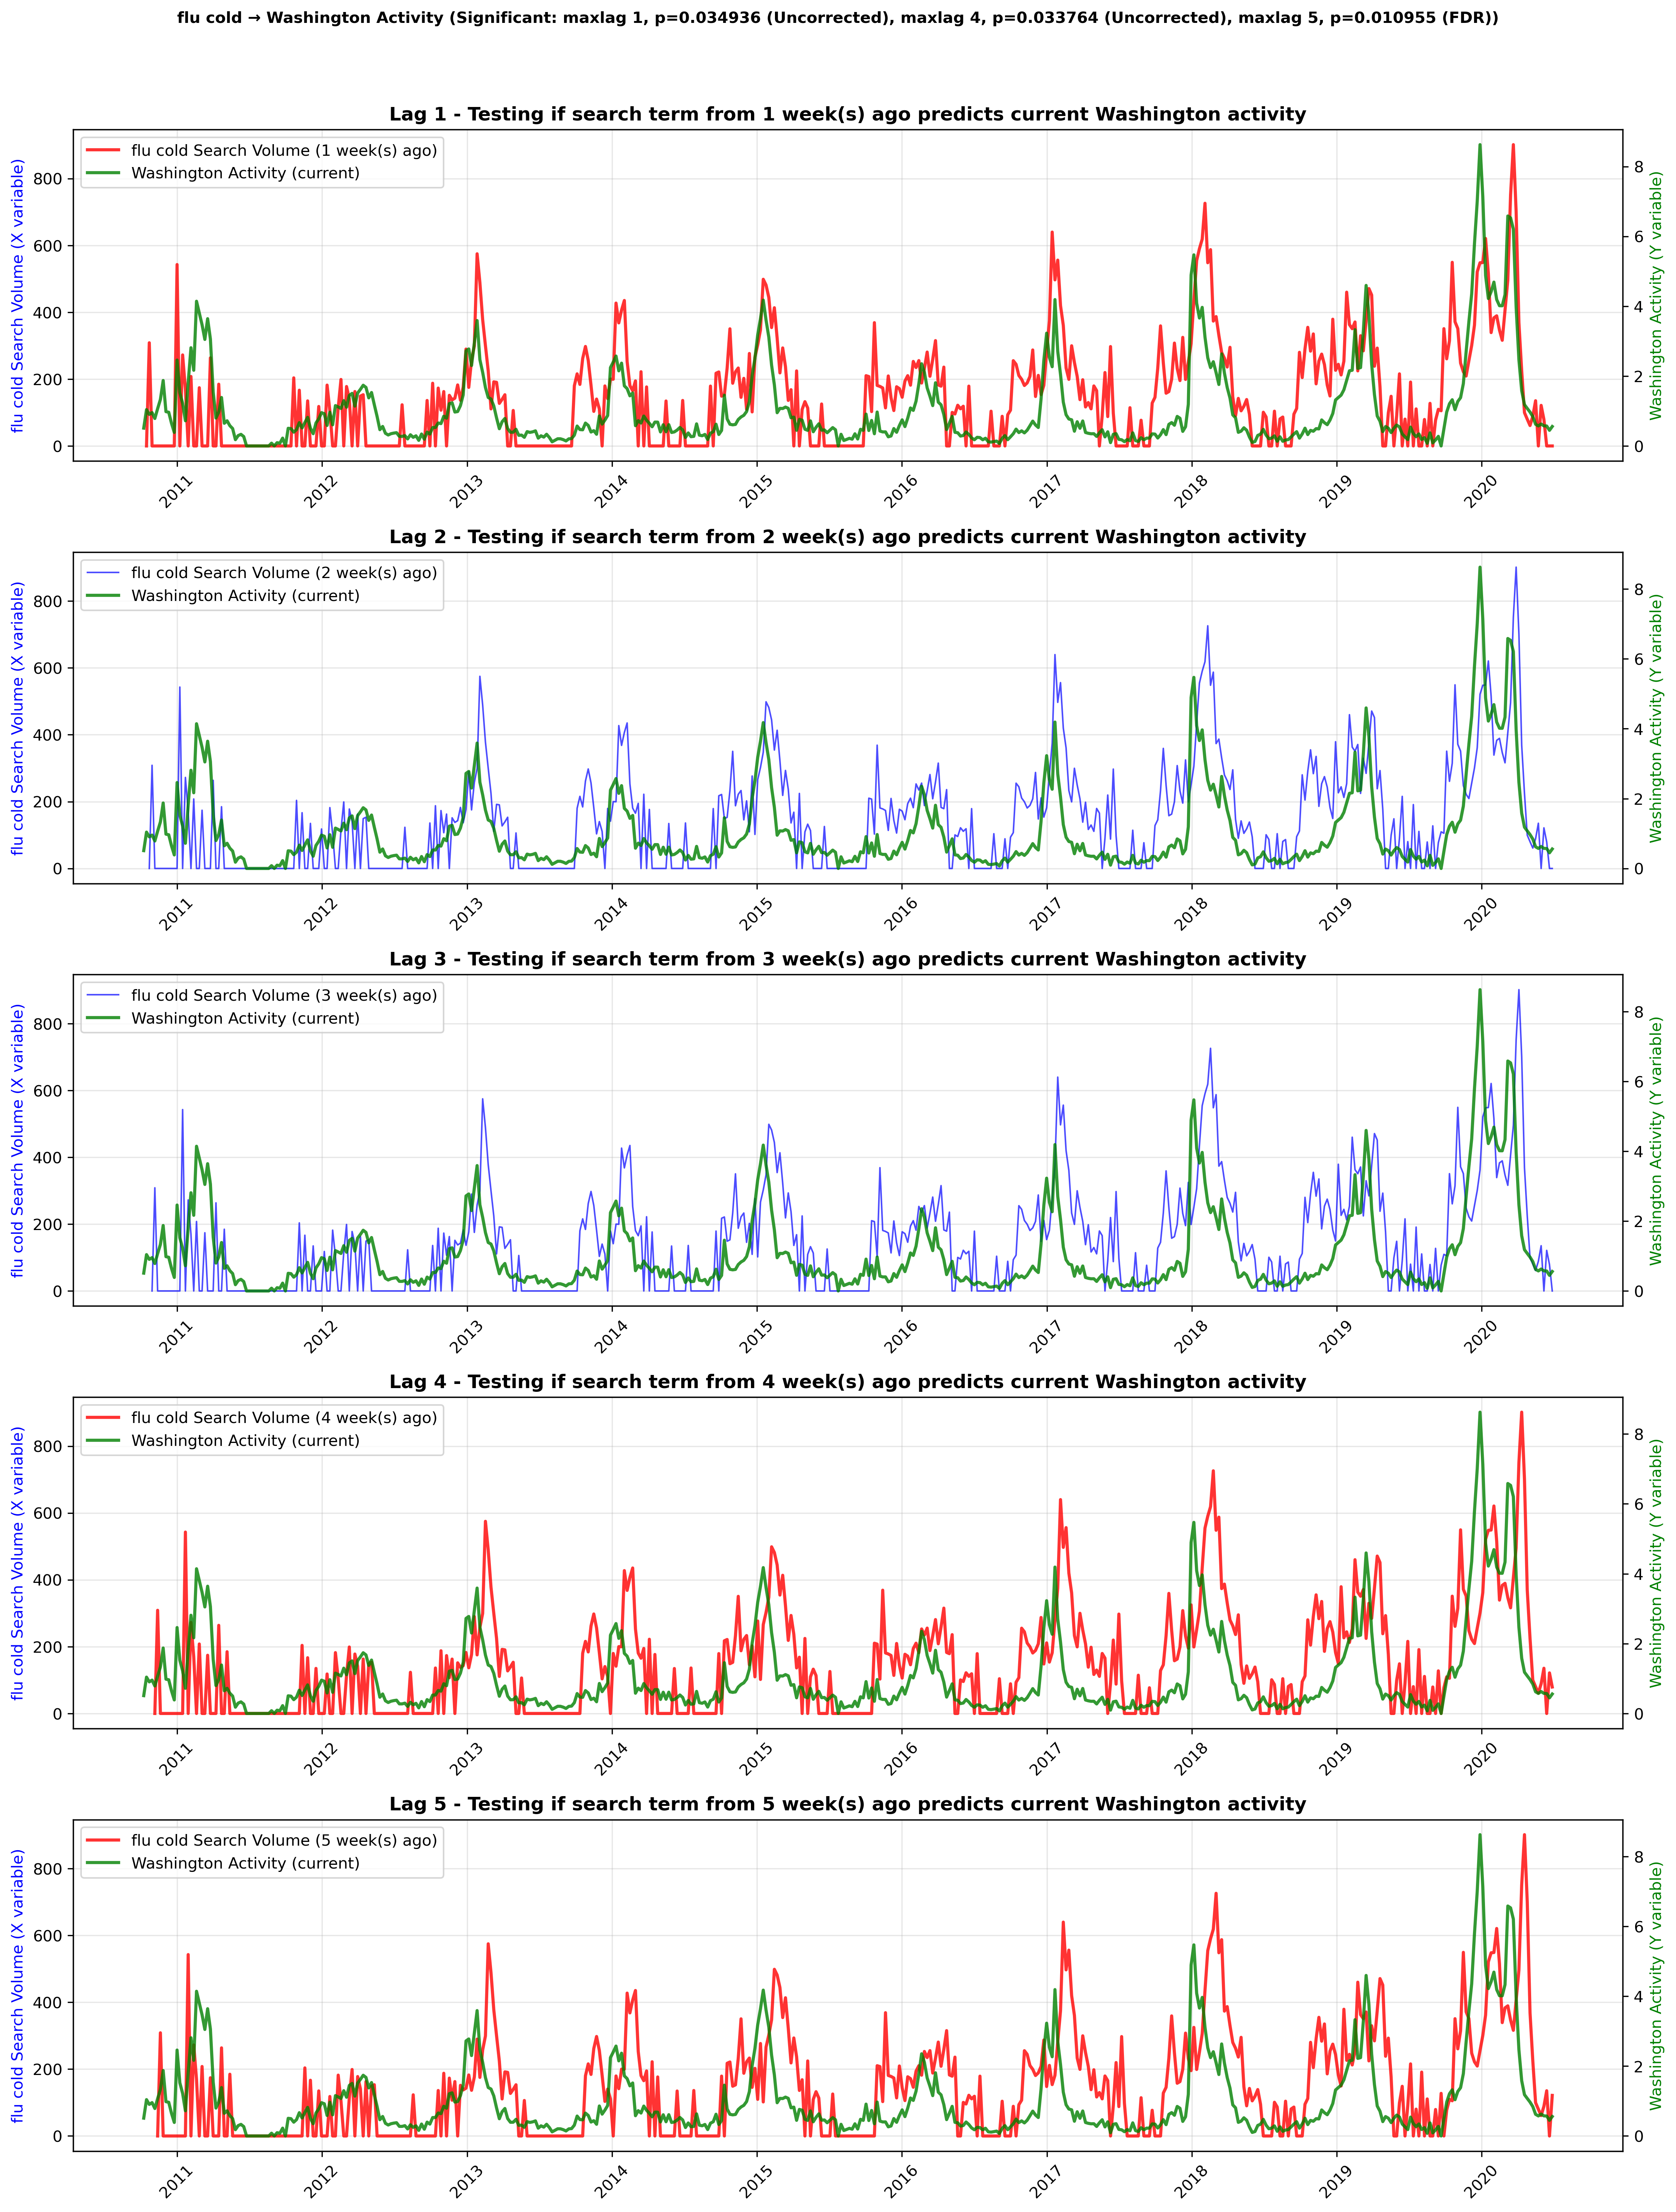 flu cold → Washington Activity (Significant: maxlag 1, p=0.034936 (Uncorrected), maxlag 4, p=0.033764 (Uncorrected), maxlag 5, p=0.010955 (FDR))
Lag 1 - Testing if search term from 1 week(s) ago predicts current Washington activity
flu cold Search Volume (1 week(s) ago)
Washington Activity (current)
flu cold Search Volume (X variable)
Washington Activity (Y variable)
800
600
400
200
0
8
6
4
2
0
2011 2012 2013 2014 2015 2016 2017 2018 2019 2020
Lag 2 - Testing if search term from 2 week(s) ago predicts current Washington activity
flu cold Search Volume (2 week(s) ago)
Washington Activity (current)
flu cold Search Volume (X variable)
Washington Activity (Y variable)
800
600
400
200
0
8
6
4
2
0
2011 2012 2013 2014 2015 2016 2017 2018 2019 2020
Lag 3 - Testing if search term from 3 week(s) ago predicts current Washington activity
flu cold Search Volume (3 week(s) ago)
Washington Activity (current)
flu cold Search Volume (X variable)
Washington Activity (Y variable)
800
600
400
200
0
8
6
4
2
0
2011 2012 2013 2014 2015 2016 2017 2018 2019 2020
Lag 4 - Testing if search term from 4 week(s) ago predicts current Washington activity
flu cold Search Volume (4 week(s) ago)
Washington Activity (current)
flu cold Search Volume (X variable)
Washington Activity (Y variable)
800
600
400
200
0
8
6
4
2
0
2011 2012 2013 2014 2015 2016 2017 2018 2019 2020
Lag 5 - Testing if search term from 5 week(s) ago predicts current Washington activity
flu cold Search Volume (5 week(s) ago)
Washington Activity (current)
flu cold Search Volume (X variable)
Washington Activity (Y variable)
800
600
400
200
0
8
6
4
2
0
2011 2012 2013 2014 2015 2016 2017 2018 2019 2020